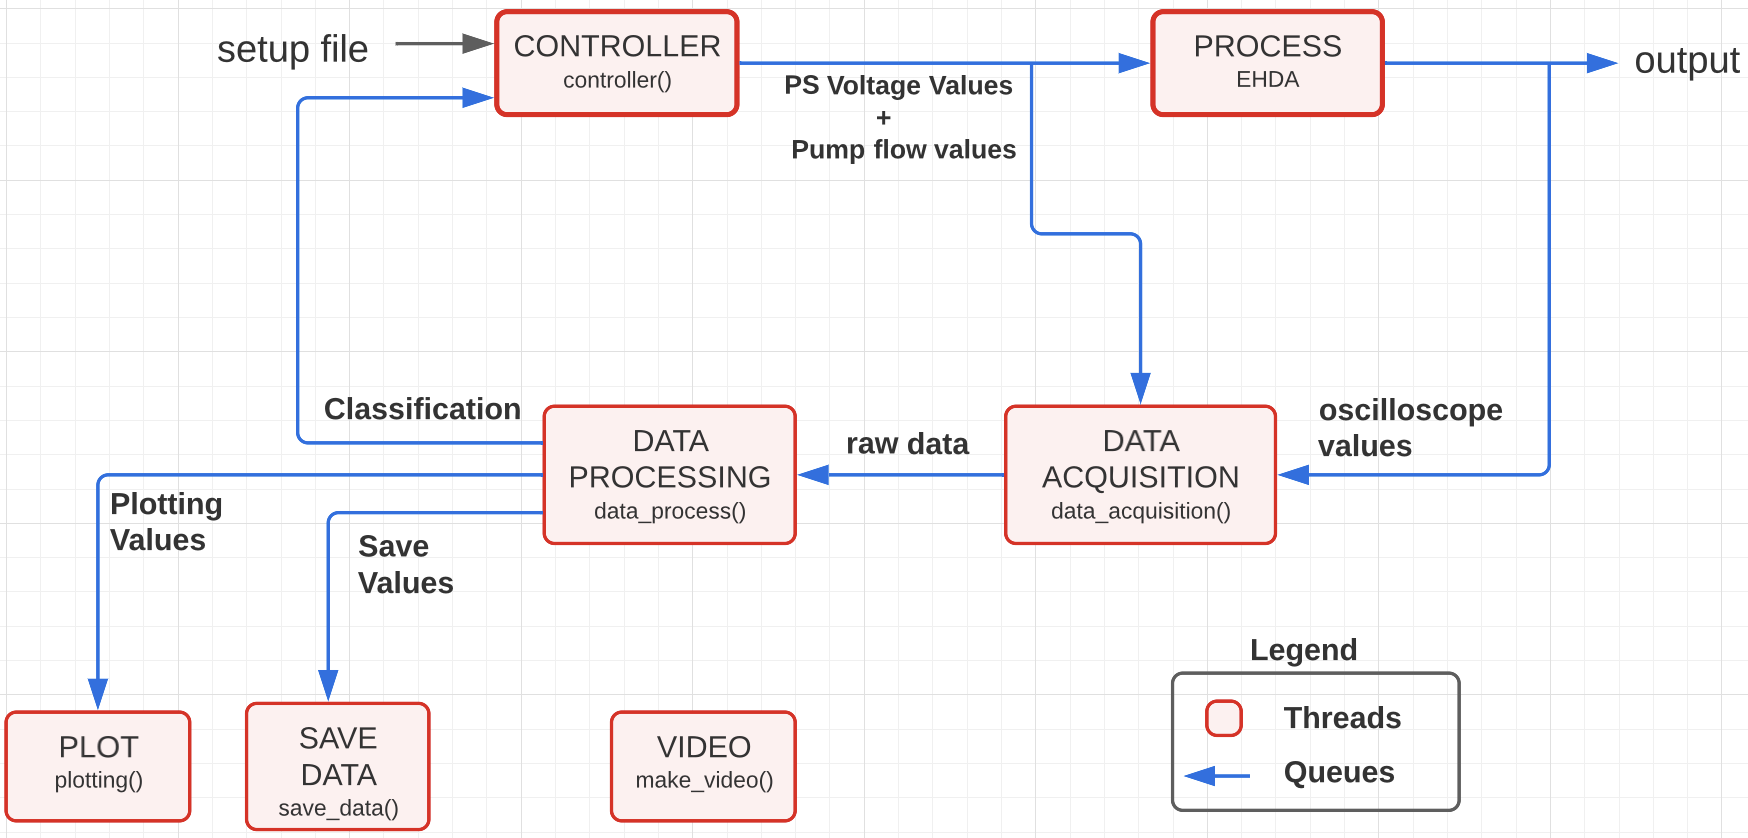 setup file
CONTROLLER
controller()
PROCESS
EHDA
output
PS Voltage Values
+
Pump flow values
Classification
DATA
PROCESSING
data_process()
raw data
DATA
ACQUISITION
data_acquisition()
oscilloscope
values
Plotting
Values
Save
Values
PLOT
plotting()
SAVE
DATA
save_data()
VIDEO
make_video()
Legend
Threads
Queues